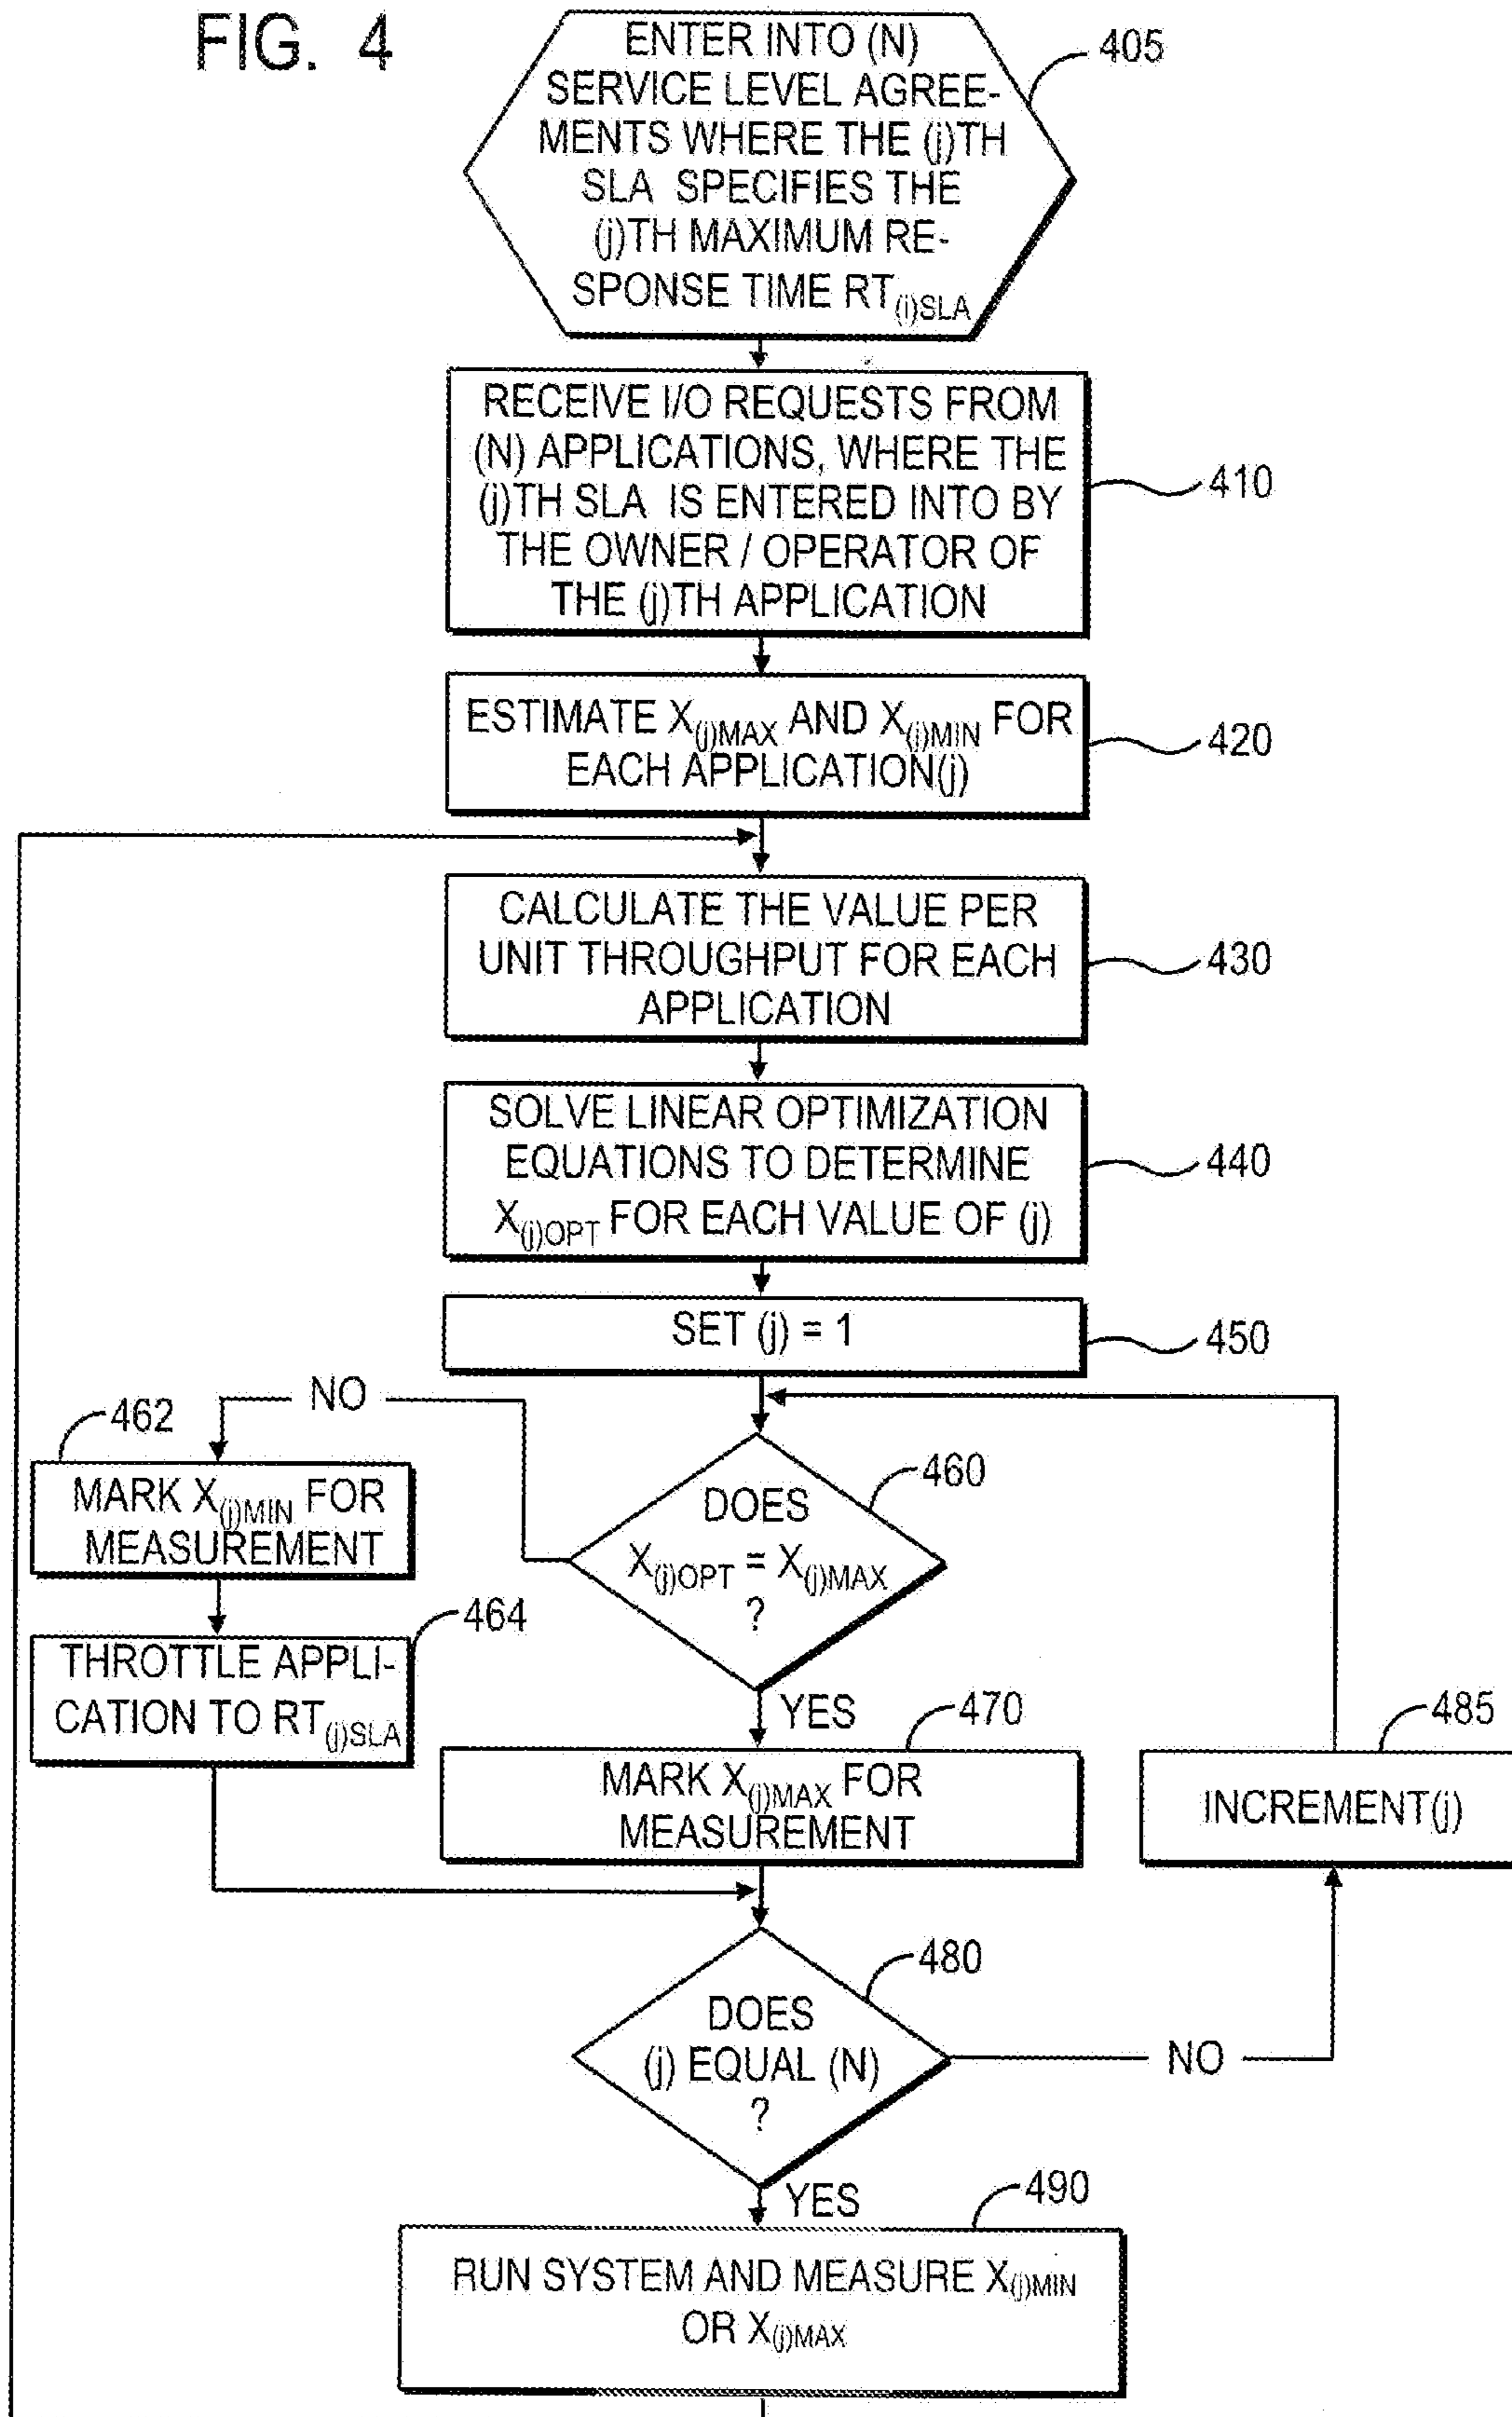 FIG. 4
ENTER INTO (N)
SERVICE LEVEL AGREE-
MENTS WHERE THE (j)TH
SLA SPECIFIES THE
(j)TH MAXIMUM RE-
SPONSE TIME RT(j)SLA
405
RECEIVE I/O REQUESTS FROM
(N) APPLICATIONS, WHERE THE
(j)TH SLA IS ENTERED INTO BY
THE OWNER / OPERATOR OF
THE (j)TH APPLICATION
410
ESTIMATE X(j)MAX AND X(j)MIN FOR
EACH APPLICATION(j)
420
CALCULATE THE VALUE PER
UNIT THROUGHPUT FOR EACH
APPLICATION
430
SOLVE LINEAR OPTIMIZATION
EQUATIONS TO DETERMINE
X(j)OPT FOR EACH VALUE OF (j)
440
SET (j) = 1
450
NO
462
MARK X(j)MIN FOR
MEASUREMENT
460
DOES
X(j)OPT = X(j)MAX
?
464
THROTTLE APPLI-
CATION TO RT(j)SLA
YES
470
MARK X(j)MAX FOR
MEASUREMENT
485
INCREMENT(j)
480
DOES
(j) EQUAL (N)
?
NO
YES
490
RUN SYSTEM AND MEASURE X(j)MIN
OR X(j)MAX